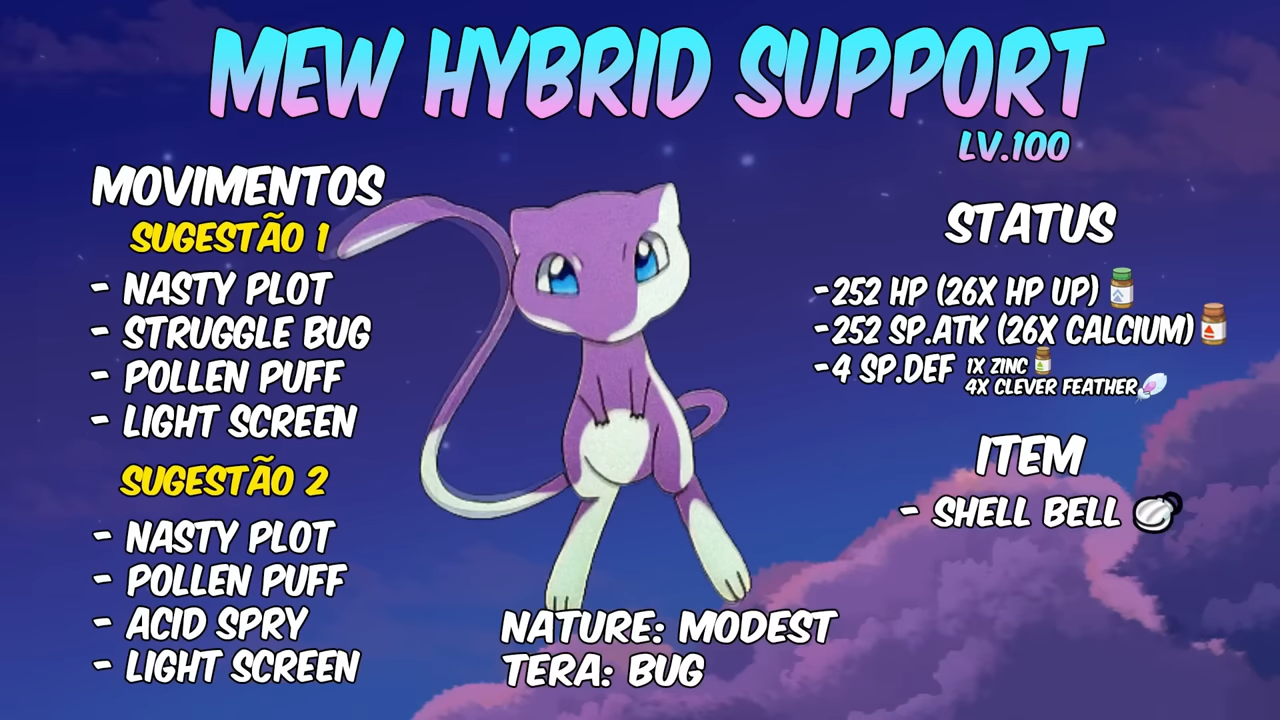 MEW HYBRID SUPPORT
LV.100
MOVIMENTOS
SUGESTÃO 1
- NASTY PLOT
- STRUGGLE BUG
- POLLEN PUFF
- LIGHT SCREEN
SUGESTÃO 2
- NASTY PLOT
- POLLEN PUFF
- ACID SPRY
- LIGHT SCREEN
STATUS
-252 HP (26X HP UP)
-252 SP.ATK (26X CALCIUM)
-4 SP.DEF 1X ZINC
4X CLEVER FEATHER
ITEM
- SHELL BELL
NATURE: MODEST
TERA: BUG